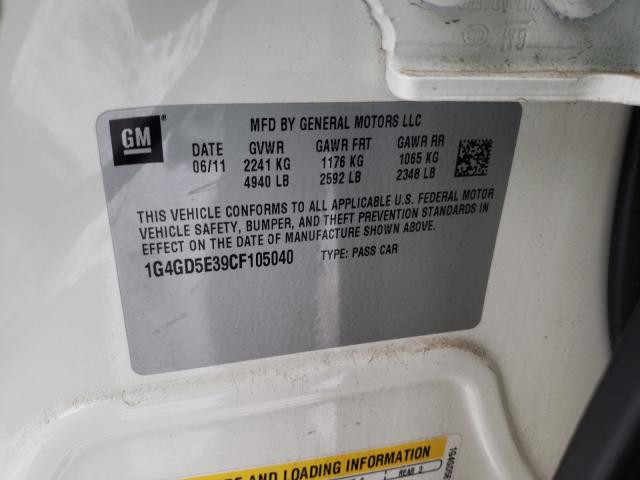 GM
MFD BY GENERAL MOTORS LLC
DATE GVWR GAWR FRT GAWR RR
06/11 2241 KG 1176 KG 1065 KG
4940 LB 2592 LB 2348 LB
THIS VEHICLE CONFORMS TO ALL APPLICABLE U.S. FEDERAL MOTOR
VEHICLE SAFETY, BUMPER, AND THEFT PREVENTION STANDARDS IN
EFFECT ON THE DATE OF MANUFACTURE SHOWN ABOVE.
1G4GD5E39CF105040 TYPE: PASS CAR
AND LOADING INFORMATION
REAR